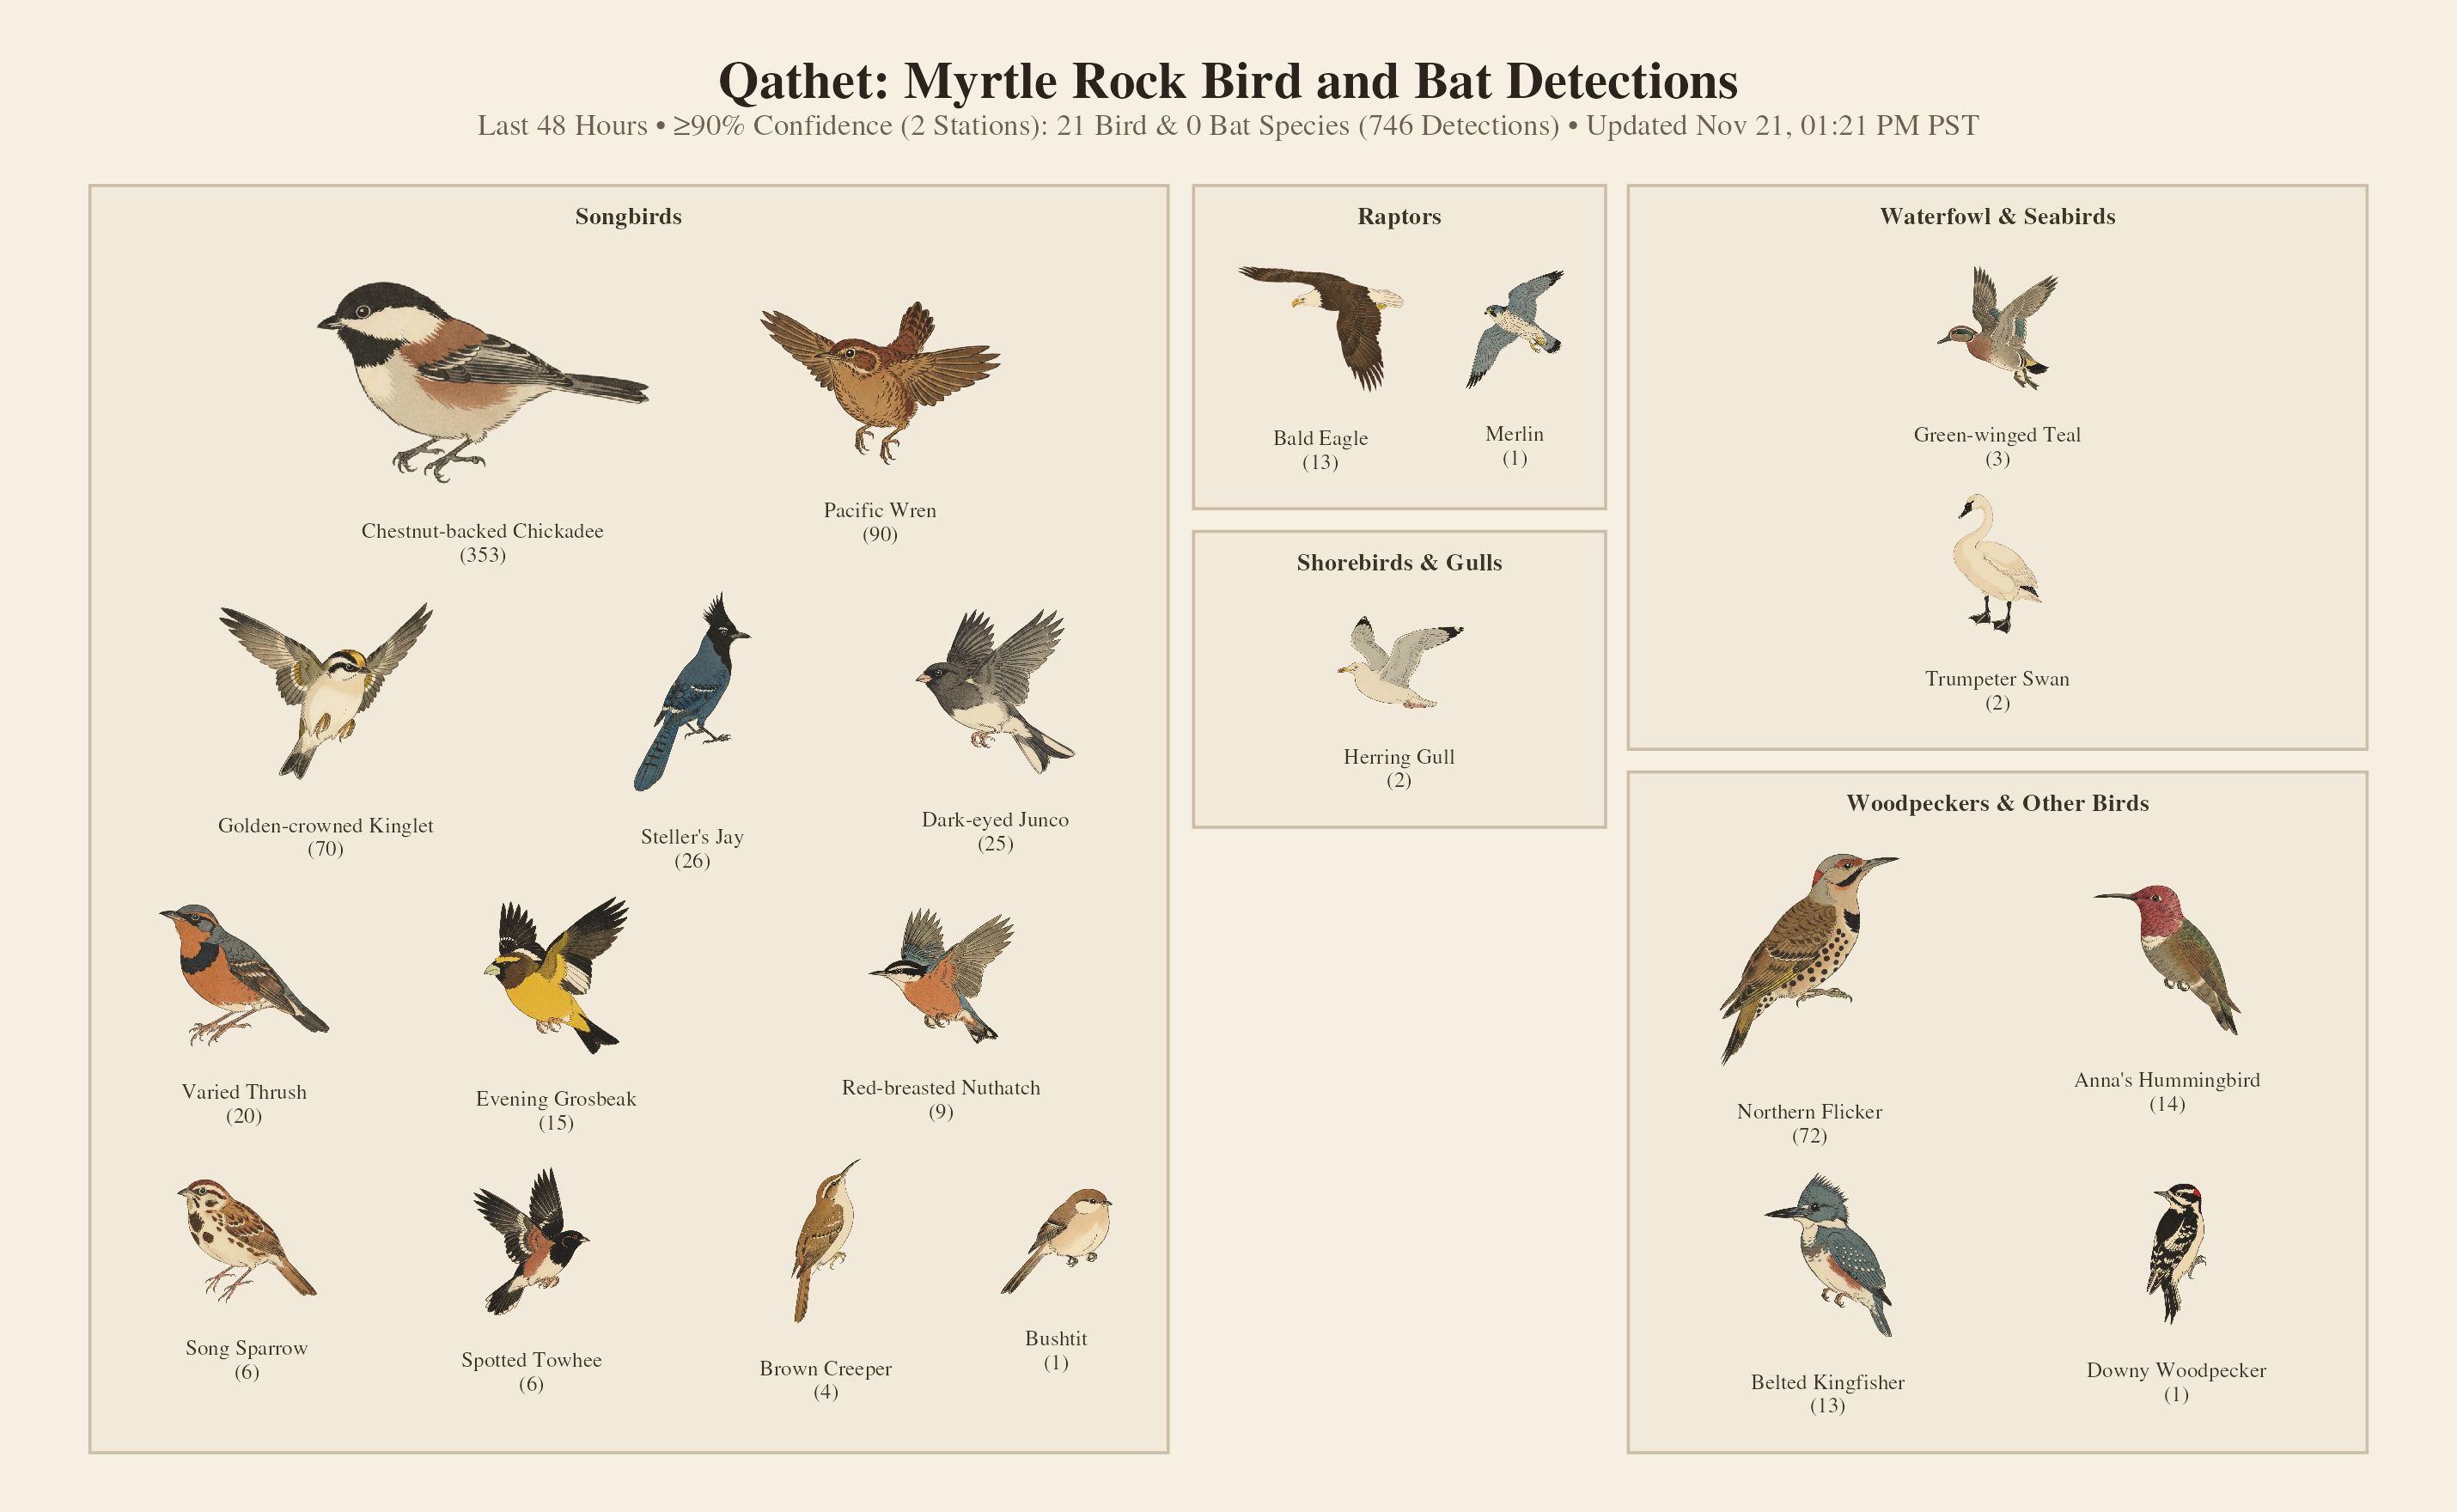 Qathet: Myrtle Rock Bird and Bat Detections
Last 48 Hours • ≥90% Confidence (2 Stations): 21 Bird & 0 Bat Species (746 Detections) • Updated Nov 21, 01:21 PM PST
Songbirds
Chestnut-backed Chickadee
(353)
Pacific Wren
(90)
Golden-crowned Kinglet
(70)
Steller's Jay
(26)
Dark-eyed Junco
(25)
Varied Thrush
(20)
Evening Grosbeak
(15)
Red-breasted Nuthatch
(9)
Song Sparrow
(6)
Spotted Towhee
(6)
Brown Creeper
(4)
Bushtit
(1)
Raptors
Bald Eagle
(13)
Merlin
(1)
Shorebirds & Gulls
Herring Gull
(2)
Waterfowl & Seabirds
Green-winged Teal
(3)
Trumpeter Swan
(2)
Woodpeckers & Other Birds
Northern Flicker
(72)
Anna's Hummingbird
(14)
Belted Kingfisher
(13)
Downy Woodpecker
(1)